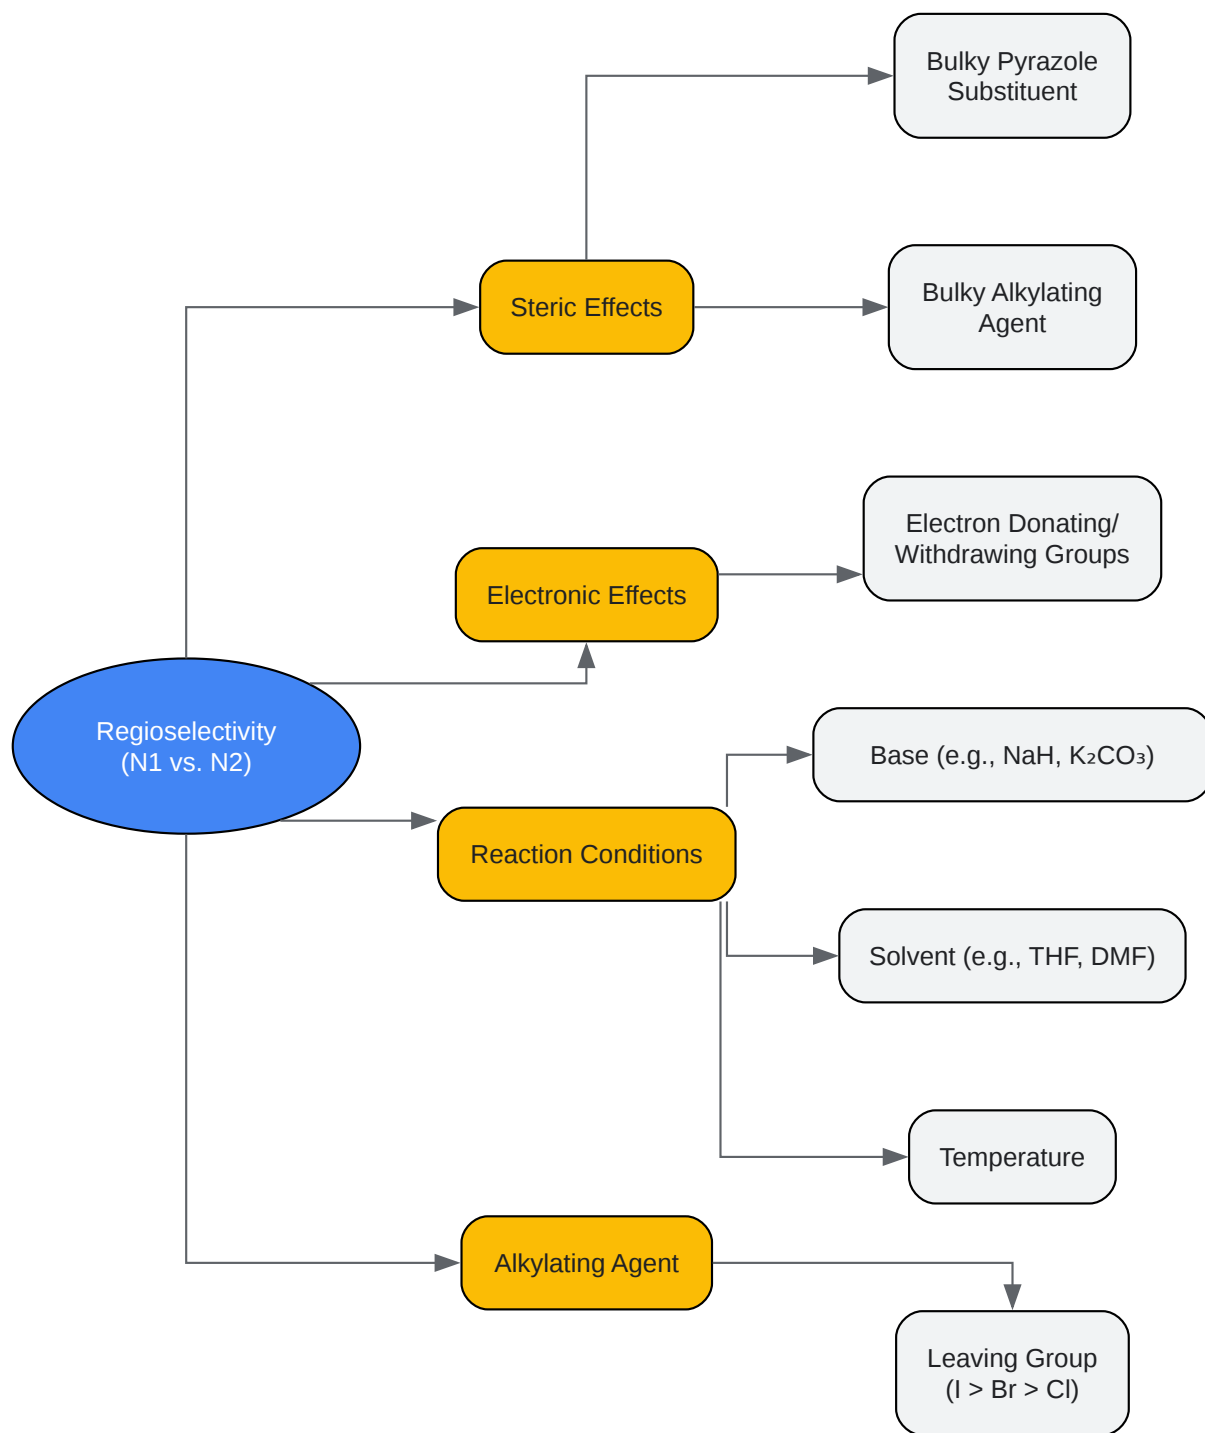 Bulky Pyrazole
Substituent
Steric Effects
Bulky Alkylating
Agent
Electron Donating/
Withdrawing Groups
Electronic Effects
Regioselectivity
(N1 vs. N2)
Base (e.g., NaH, K₂CO₃)
Reaction Conditions
Solvent (e.g., THF, DMF)
Temperature
Alkylating Agent
Leaving Group
(I > Br > Cl)